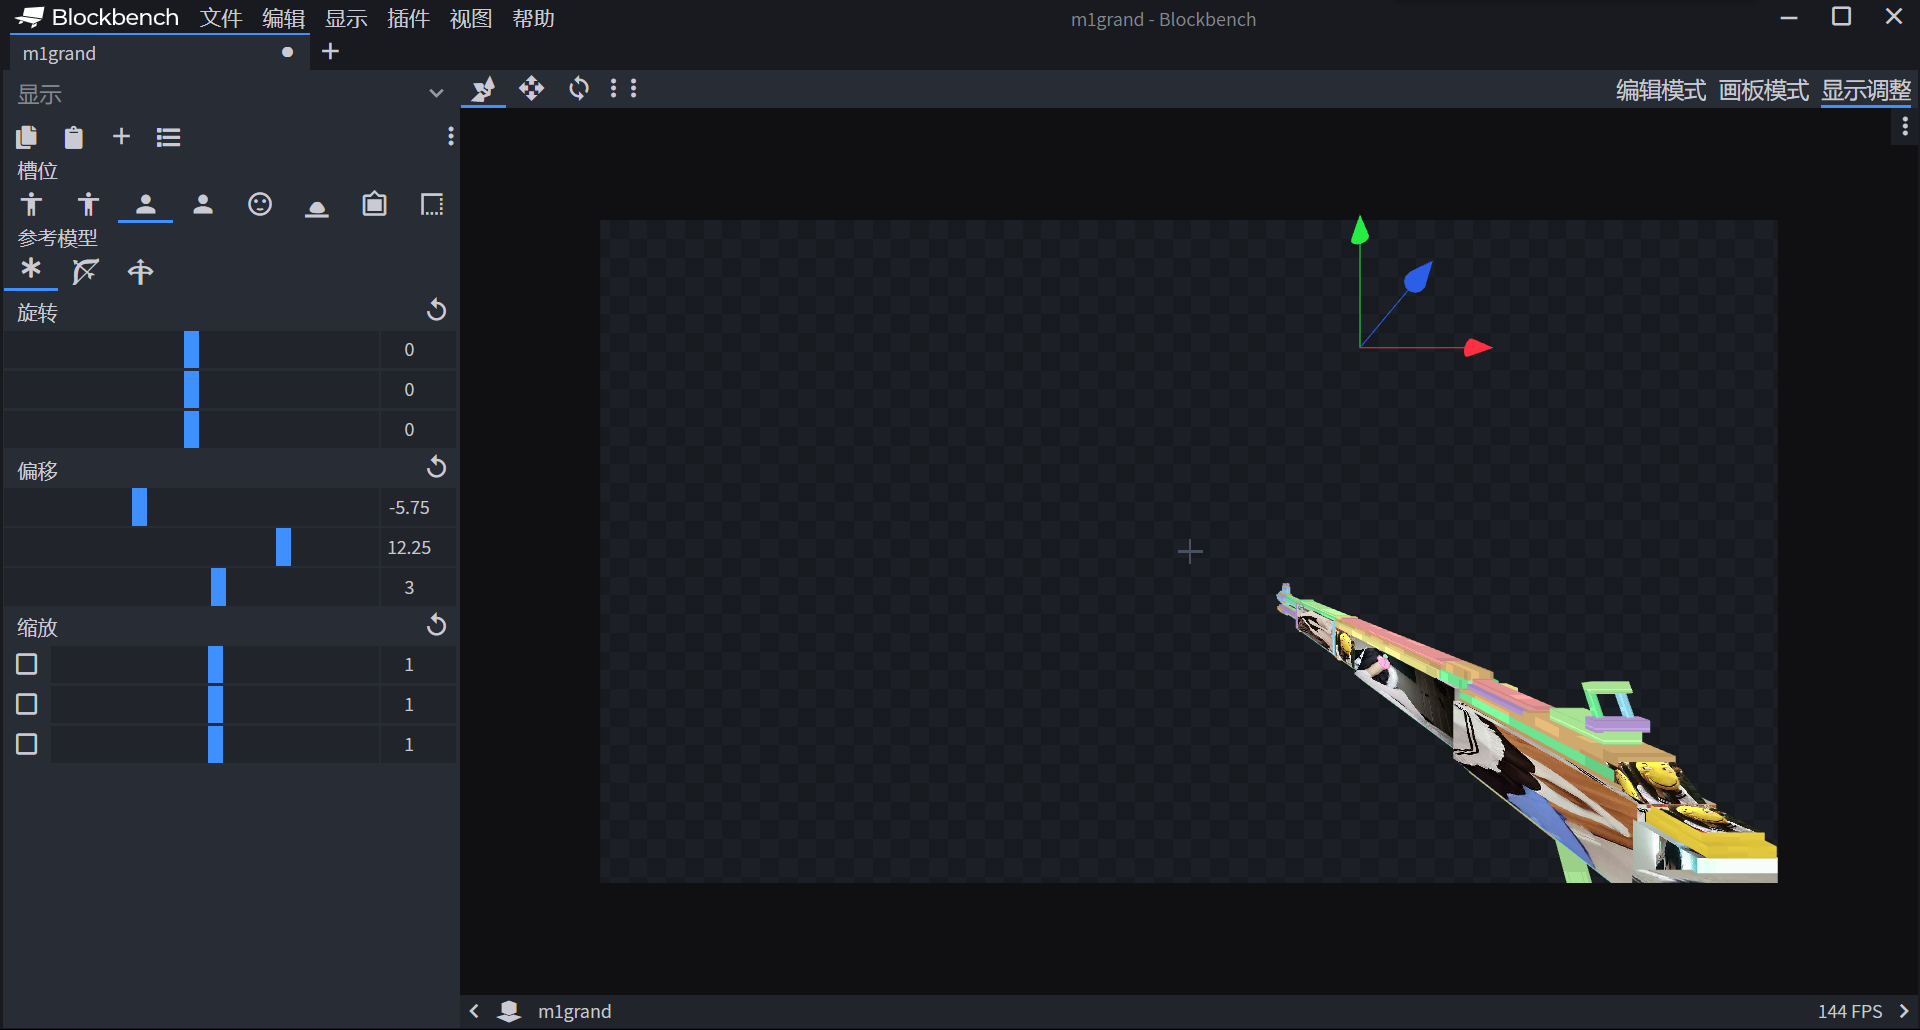 Blockbench 文件 编辑 显示 插件 视图 帮助
m1grand - Blockbench
m1grand
显示
编辑模式 画板模式 显示调整
槽位
参考模型
旋转
0
0
0
偏移
-5.75
12.25
3
缩放
1
1
1
m1grand
144 FPS